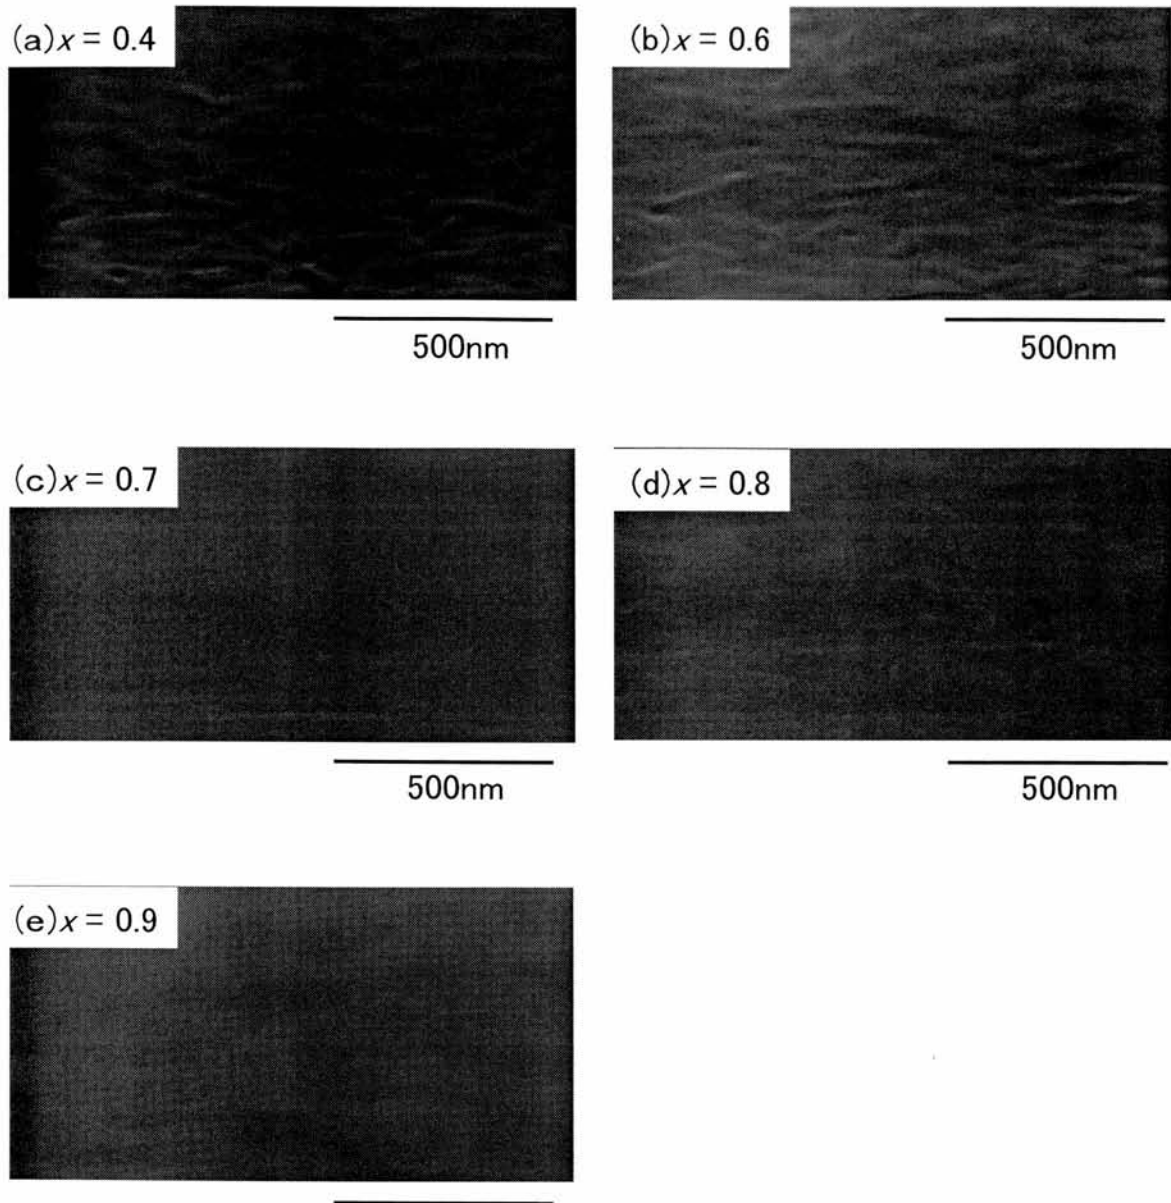 (a)x = 0.4
(b)x = 0.6
500nm
500nm
(c)x = 0.7
(d)x = 0.8
500nm
500nm
(e)x = 0.9